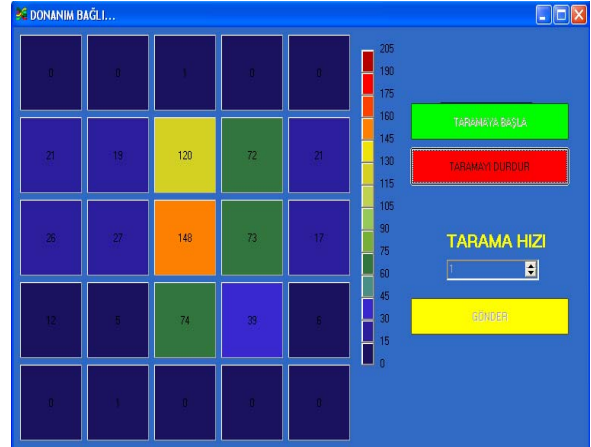 DONANIM BAĞLI...
0 0 1 0 0
21 19 120 72 21
26 27 148 73 17
12 5 74 39 6
0 1 0 0 0
205
190
175
160
145
130
115
105
90
75
60
45
30
15
0
TARAMAYA BAŞLA
TARAMAYI DURDUR
TARAMA HIZI
1
GÖNDER